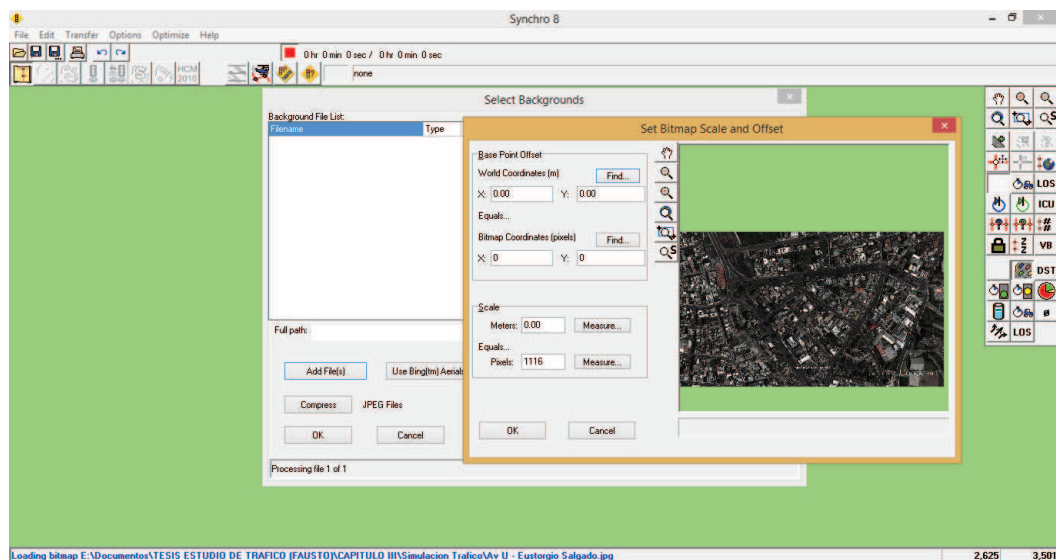 Synchro 8
File Edit Transfer Options Optimize Help
0 hr 0 min 0 sec / 0 hr 0 min 0 sec
HCM 2010
none
Select Backgrounds
Background File List:
Filename Type
Full path:
Add File(s) Use Bing(tm) Aerials
Compress JPEG Files
OK Cancel
Processing file 1 of 1
Set Bitmap Scale and Offset
Base Point Offset
World Coordinates (m) Find...
X: 0.00 Y: 0.00
Equals...
Bitmap Coordinates (pixels) Find...
X: 0 Y: 0
Scale
Meters: 0.00 Measure...
Equals...
Pixels: 1116 Measure...
OK Cancel
S
LOS
ICU
VB
DST
LOS
Loading bitmap E:\Documentos\TESIS ESTUDIO DE TRAFICO (FAUSTO)\CAPITULO III\Simulacion Trafico\Av U - Eustorgio Salgado.jpg 2,625 3,501